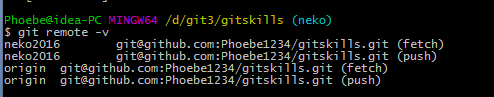 Phoebe@idea-PC MINGW64 /d/git3/gitskills (neko)
$ git remote -v
neko2016        git@github.com:Phoebe1234/gitskills.git (fetch)
neko2016        git@github.com:Phoebe1234/gitskills.git (push)
origin  git@github.com:Phoebe1234/gitskills.git (fetch)
origin  git@github.com:Phoebe1234/gitskills.git (push)